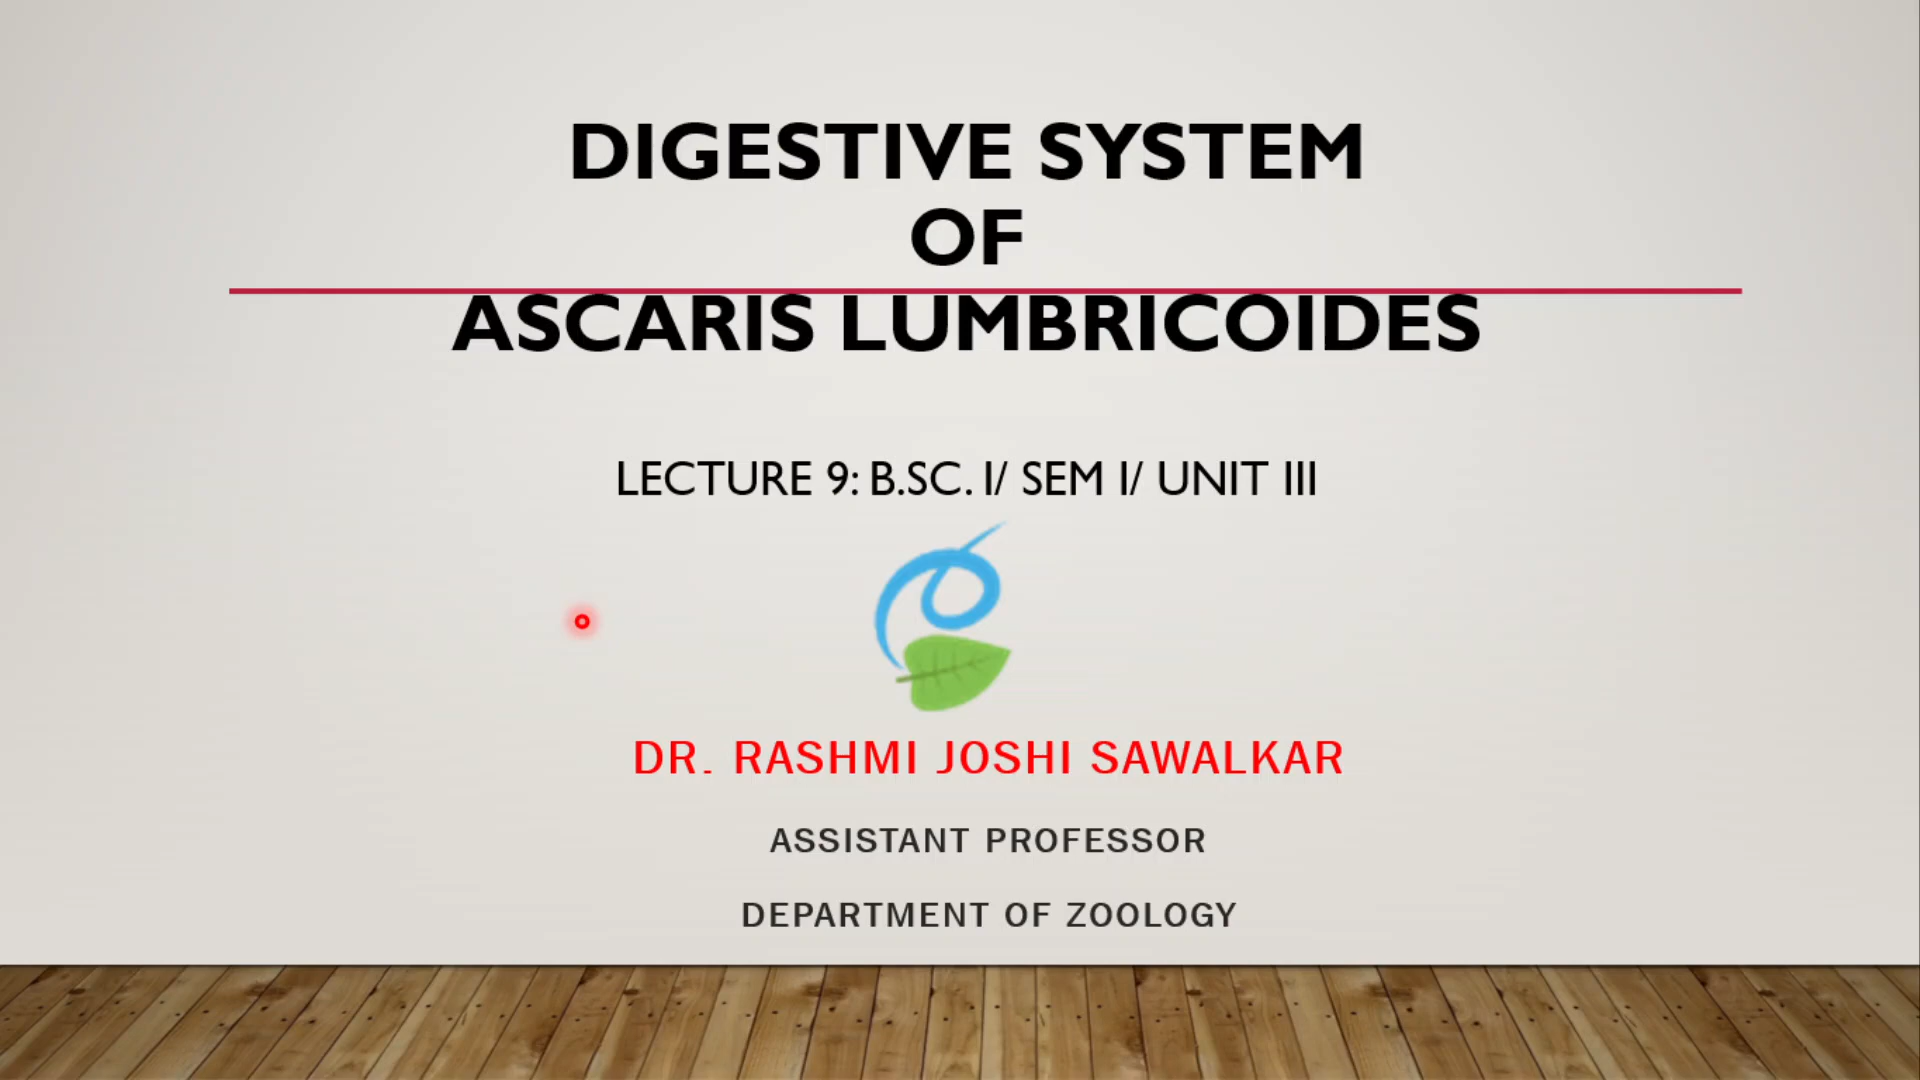 DIGESTIVE SYSTEM
OF
ASCARIS LUMBRICOIDES
LECTURE 9: B.SC. I/ SEM I/ UNIT III
DR. RASHMI JOSHI SAWALKAR
ASSISTANT PROFESSOR
DEPARTMENT OF ZOOLOGY